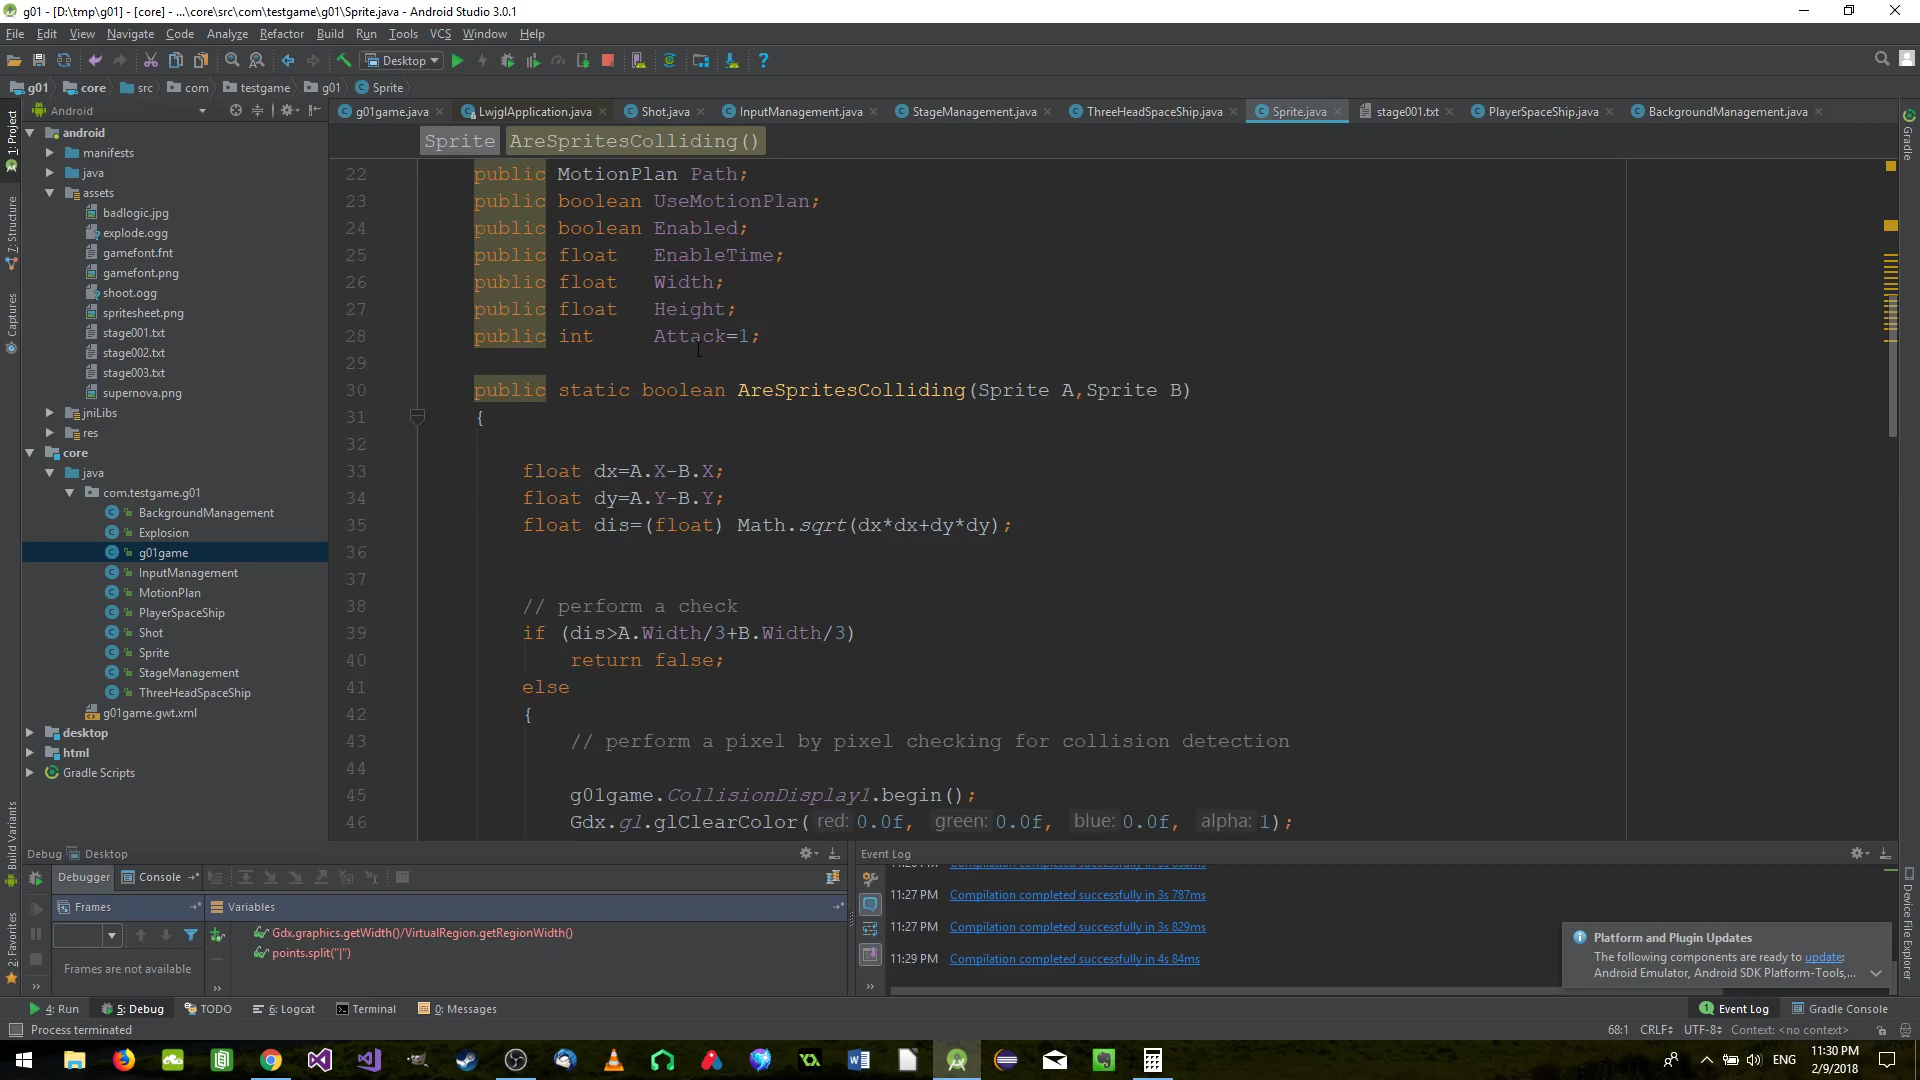 g01 - [D:\tmp\g01] - [core] - ...\core\src\com\testgame\g01\Sprite.java - Android Studio 3.0.1
File Edit View Navigate Code Analyze Refactor Build Run Tools VCS Window Help
Desktop
g01 core src com testgame g01 Sprite
Android
g01game.java LwjglApplication.java Shot.java InputManagement.java StageManagement.java ThreeHeadSpaceShip.java Sprite.java stage001.txt PlayerSpaceShip.java BackgroundManagement.java
Sprite AreSpritesColliding()
1: Project
7: Structure
Captures
Build Variants
2: Favorites
android
manifests
java
assets
badlogic.jpg
explode.ogg
gamefont.fnt
gamefont.png
shoot.ogg
spritesheet.png
stage001.txt
stage002.txt
stage003.txt
supernova.png
jniLibs
res
core
java
com.testgame.g01
BackgroundManagement
Explosion
g01game
InputManagement
MotionPlan
PlayerSpaceShip
Shot
Sprite
StageManagement
ThreeHeadSpaceShip
g01game.gwt.xml
desktop
html
Gradle Scripts
22 public MotionPlan Path;
23 public boolean UseMotionPlan;
24 public boolean Enabled;
25 public float EnableTime;
26 public float Width;
27 public float Height;
28 public int Attack=1;
29
30 public static boolean AreSpritesColliding(Sprite A,Sprite B)
31 {
32
33 float dx=A.X-B.X;
34 float dy=A.Y-B.Y;
35 float dis=(float) Math.sqrt(dx*dx+dy*dy);
36
37
38 // perform a check
39 if (dis>A.Width/3+B.Width/3)
40 return false;
41 else
42 {
43 // perform a pixel by pixel checking for collision detection
44
45 g01game.CollisionDisplay1.begin();
46 Gdx.gl.glClearColor( red: 0.0f, green: 0.0f, blue: 0.0f, alpha: 1);
Gradle
Device File Explorer
Debug Desktop
Debugger Console
Frames Variables
Gdx.graphics.getWidth()/VirtualRegion.getRegionWidth()
points.split("|")
Frames are not available
Event Log
11:27 PM Compilation completed successfully in 3s 787ms
11:27 PM Compilation completed successfully in 3s 829ms
11:29 PM Compilation completed successfully in 4s 84ms
Platform and Plugin Updates
The following components are ready to update:
Android Emulator, Android SDK Platform-Tools,...
4: Run 5: Debug TODO 6: Logcat Terminal 0: Messages 1 Event Log Gradle Console
Process terminated
68:1 CRLF UTF-8 Context: <no context>
ENG
11:30 PM
2/9/2018